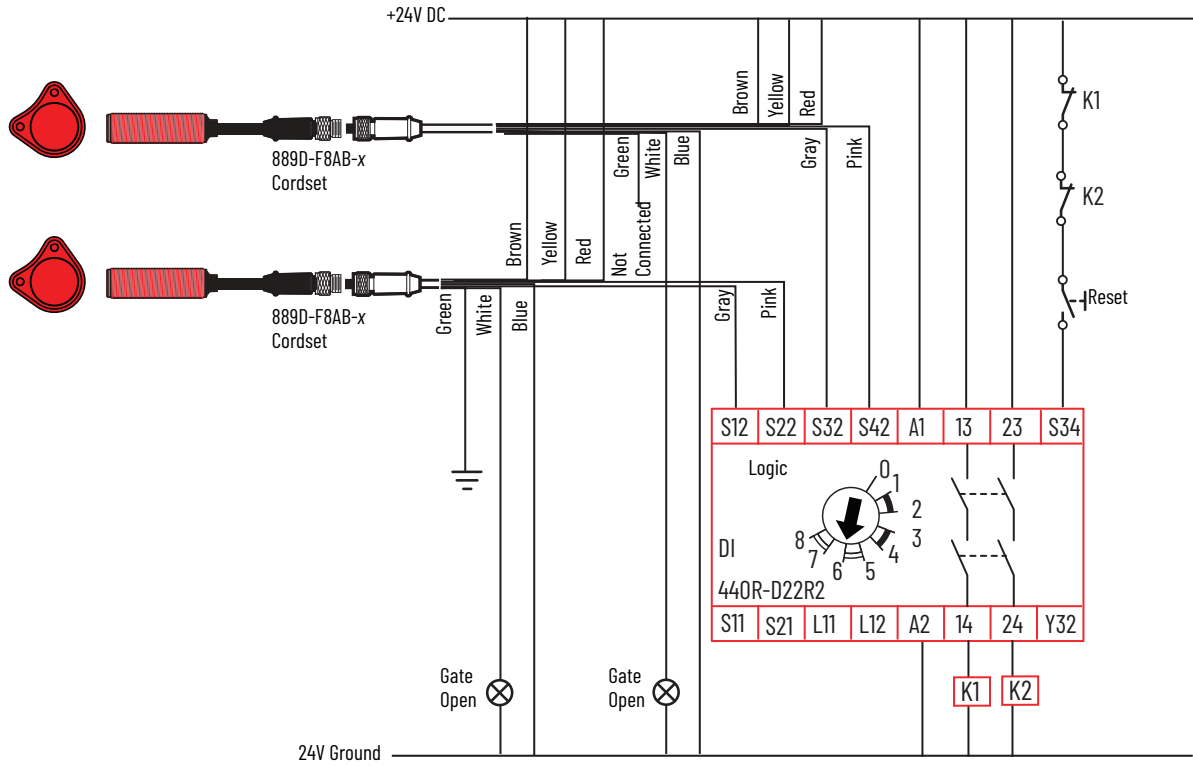 +24V DC
Brown
Yellow
Red
K1
889D-F8AB-x
Cordset
Green
White
Blue
Gray
Pink
K2
Brown
Yellow
Red
Not
Connected
889D-F8AB-x
Cordset
Green
White
Blue
Gray
Pink
Reset
S12 S22 S32 S42 A1 13 23 S34
Logic
0
1
2
3
4
5
6
7
8
DI
440R-D22R2
S11 S21 L11 L12 A2 14 24 Y32
Gate
Open
Gate
Open
K1
K2
24V Ground